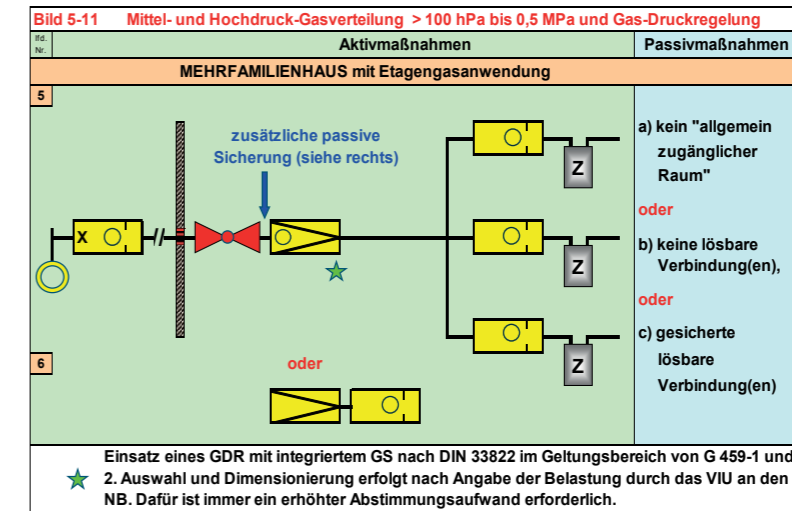 Bild 5-11 Mittel- und Hochdruck-Gasverteilung > 100 hPa bis 0,5 MPa und Gas-Druckregelung
lfd. Nr.
Aktivmaßnahmen
Passivmaßnahmen
MEHRFAMILIENHAUS mit Etagengasanwendung
5
zusätzliche passive
Sicherung (siehe rechts)
X
Z
Z
Z
a) kein "allgemein
zugänglicher
Raum"
oder
b) keine lösbare
Verbindung(en),
oder
c) gesicherte
lösbare
Verbindung(en)
6
oder
Einsatz eines GDR mit integriertem GS nach DIN 33822 im Geltungsbereich von G 459-1 und
2. Auswahl und Dimensionierung erfolgt nach Angabe der Belastung durch das VIU an den
NB. Dafür ist immer ein erhöhter Abstimmungsaufwand erforderlich.